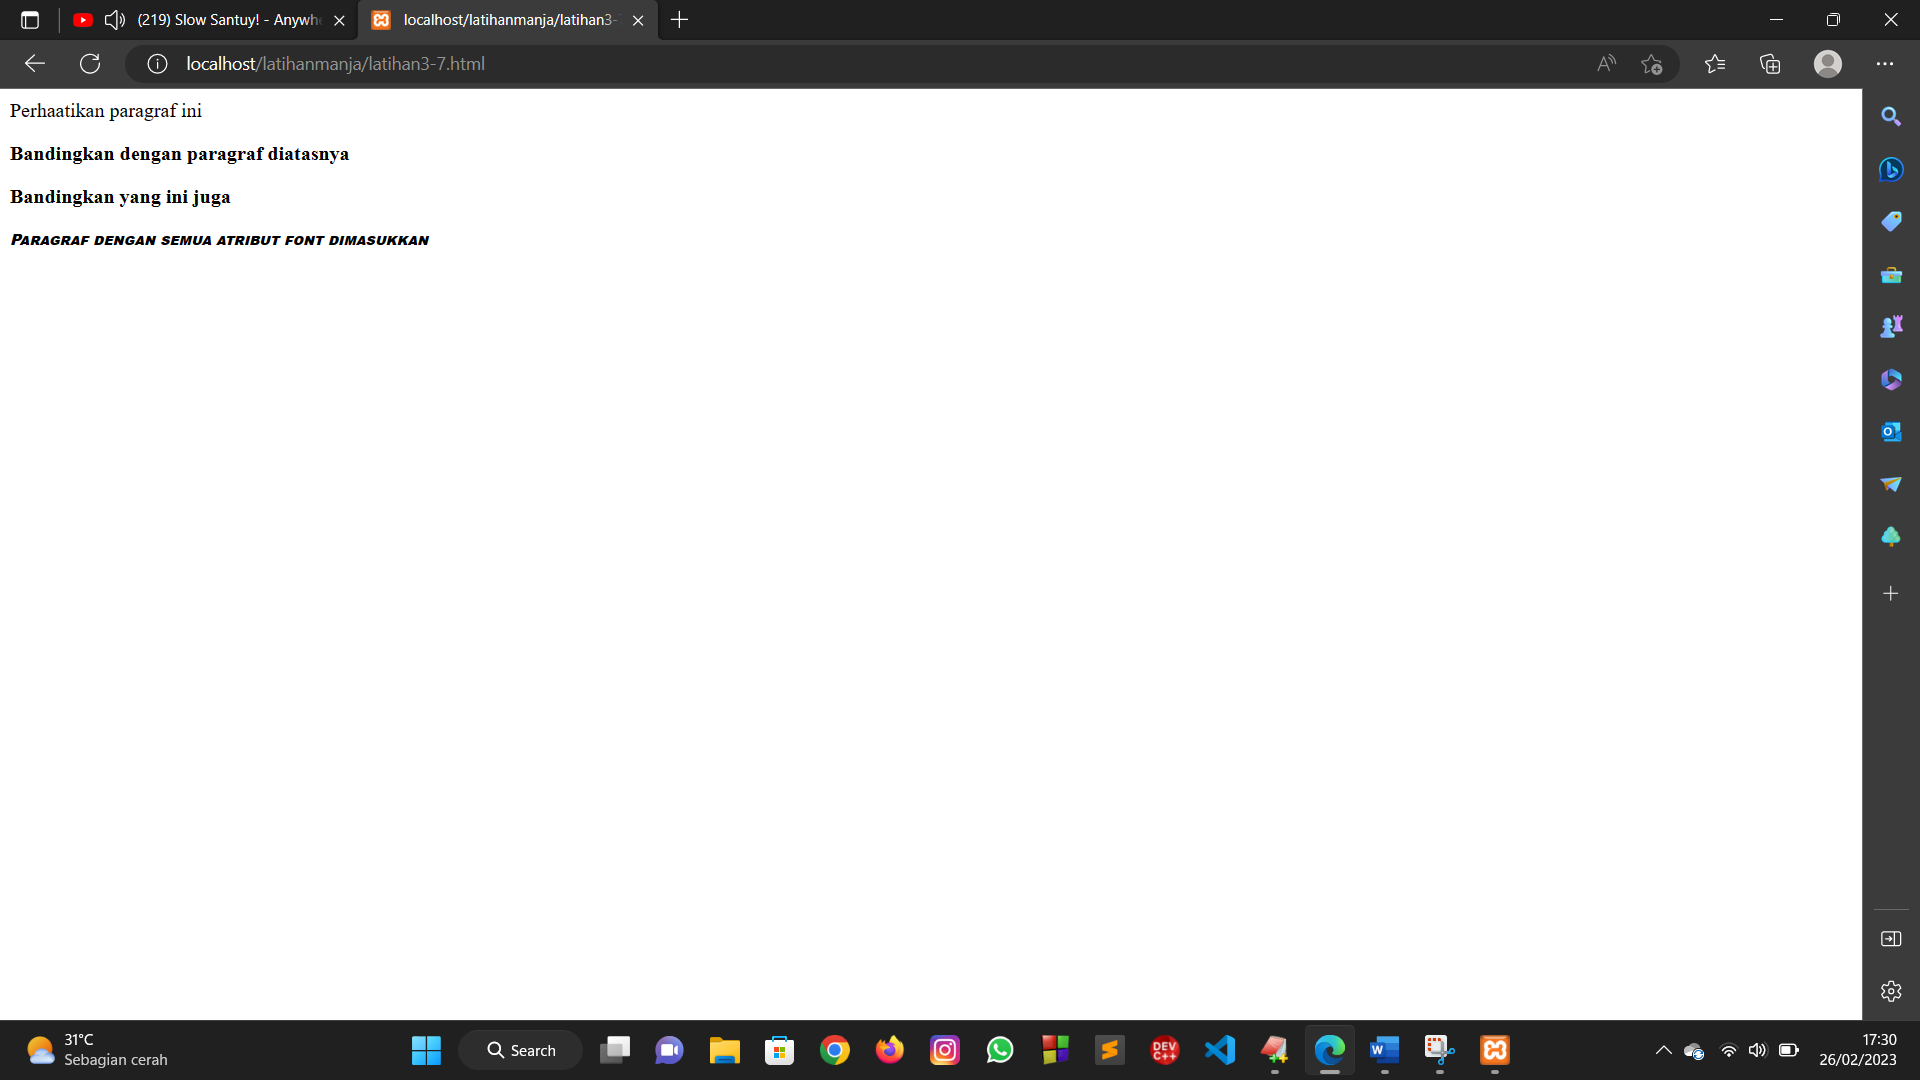 (219) Slow Santuy! - Anywh
localhost/latihanmanja/latihan3-
localhost/latihanmanja/latihan3-7.html
Perhaatikan paragraf ini
Bandingkan dengan paragraf diatasnya
Bandingkan yang ini juga
Paragraf dengan semua atribut font dimasukkan
31°C
Sebagian cerah
Search
DEV
C++
17:30
26/02/2023